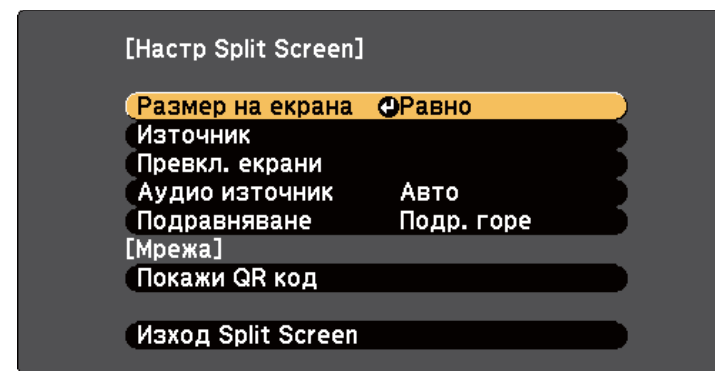 [Настр Split Screen]
Размер на екрана Равно
Източник
Превкл. екрани
Аудио източник Авто
Подравняване Подр. горе
[Мрежа]
Покажи QR код
Изход Split Screen